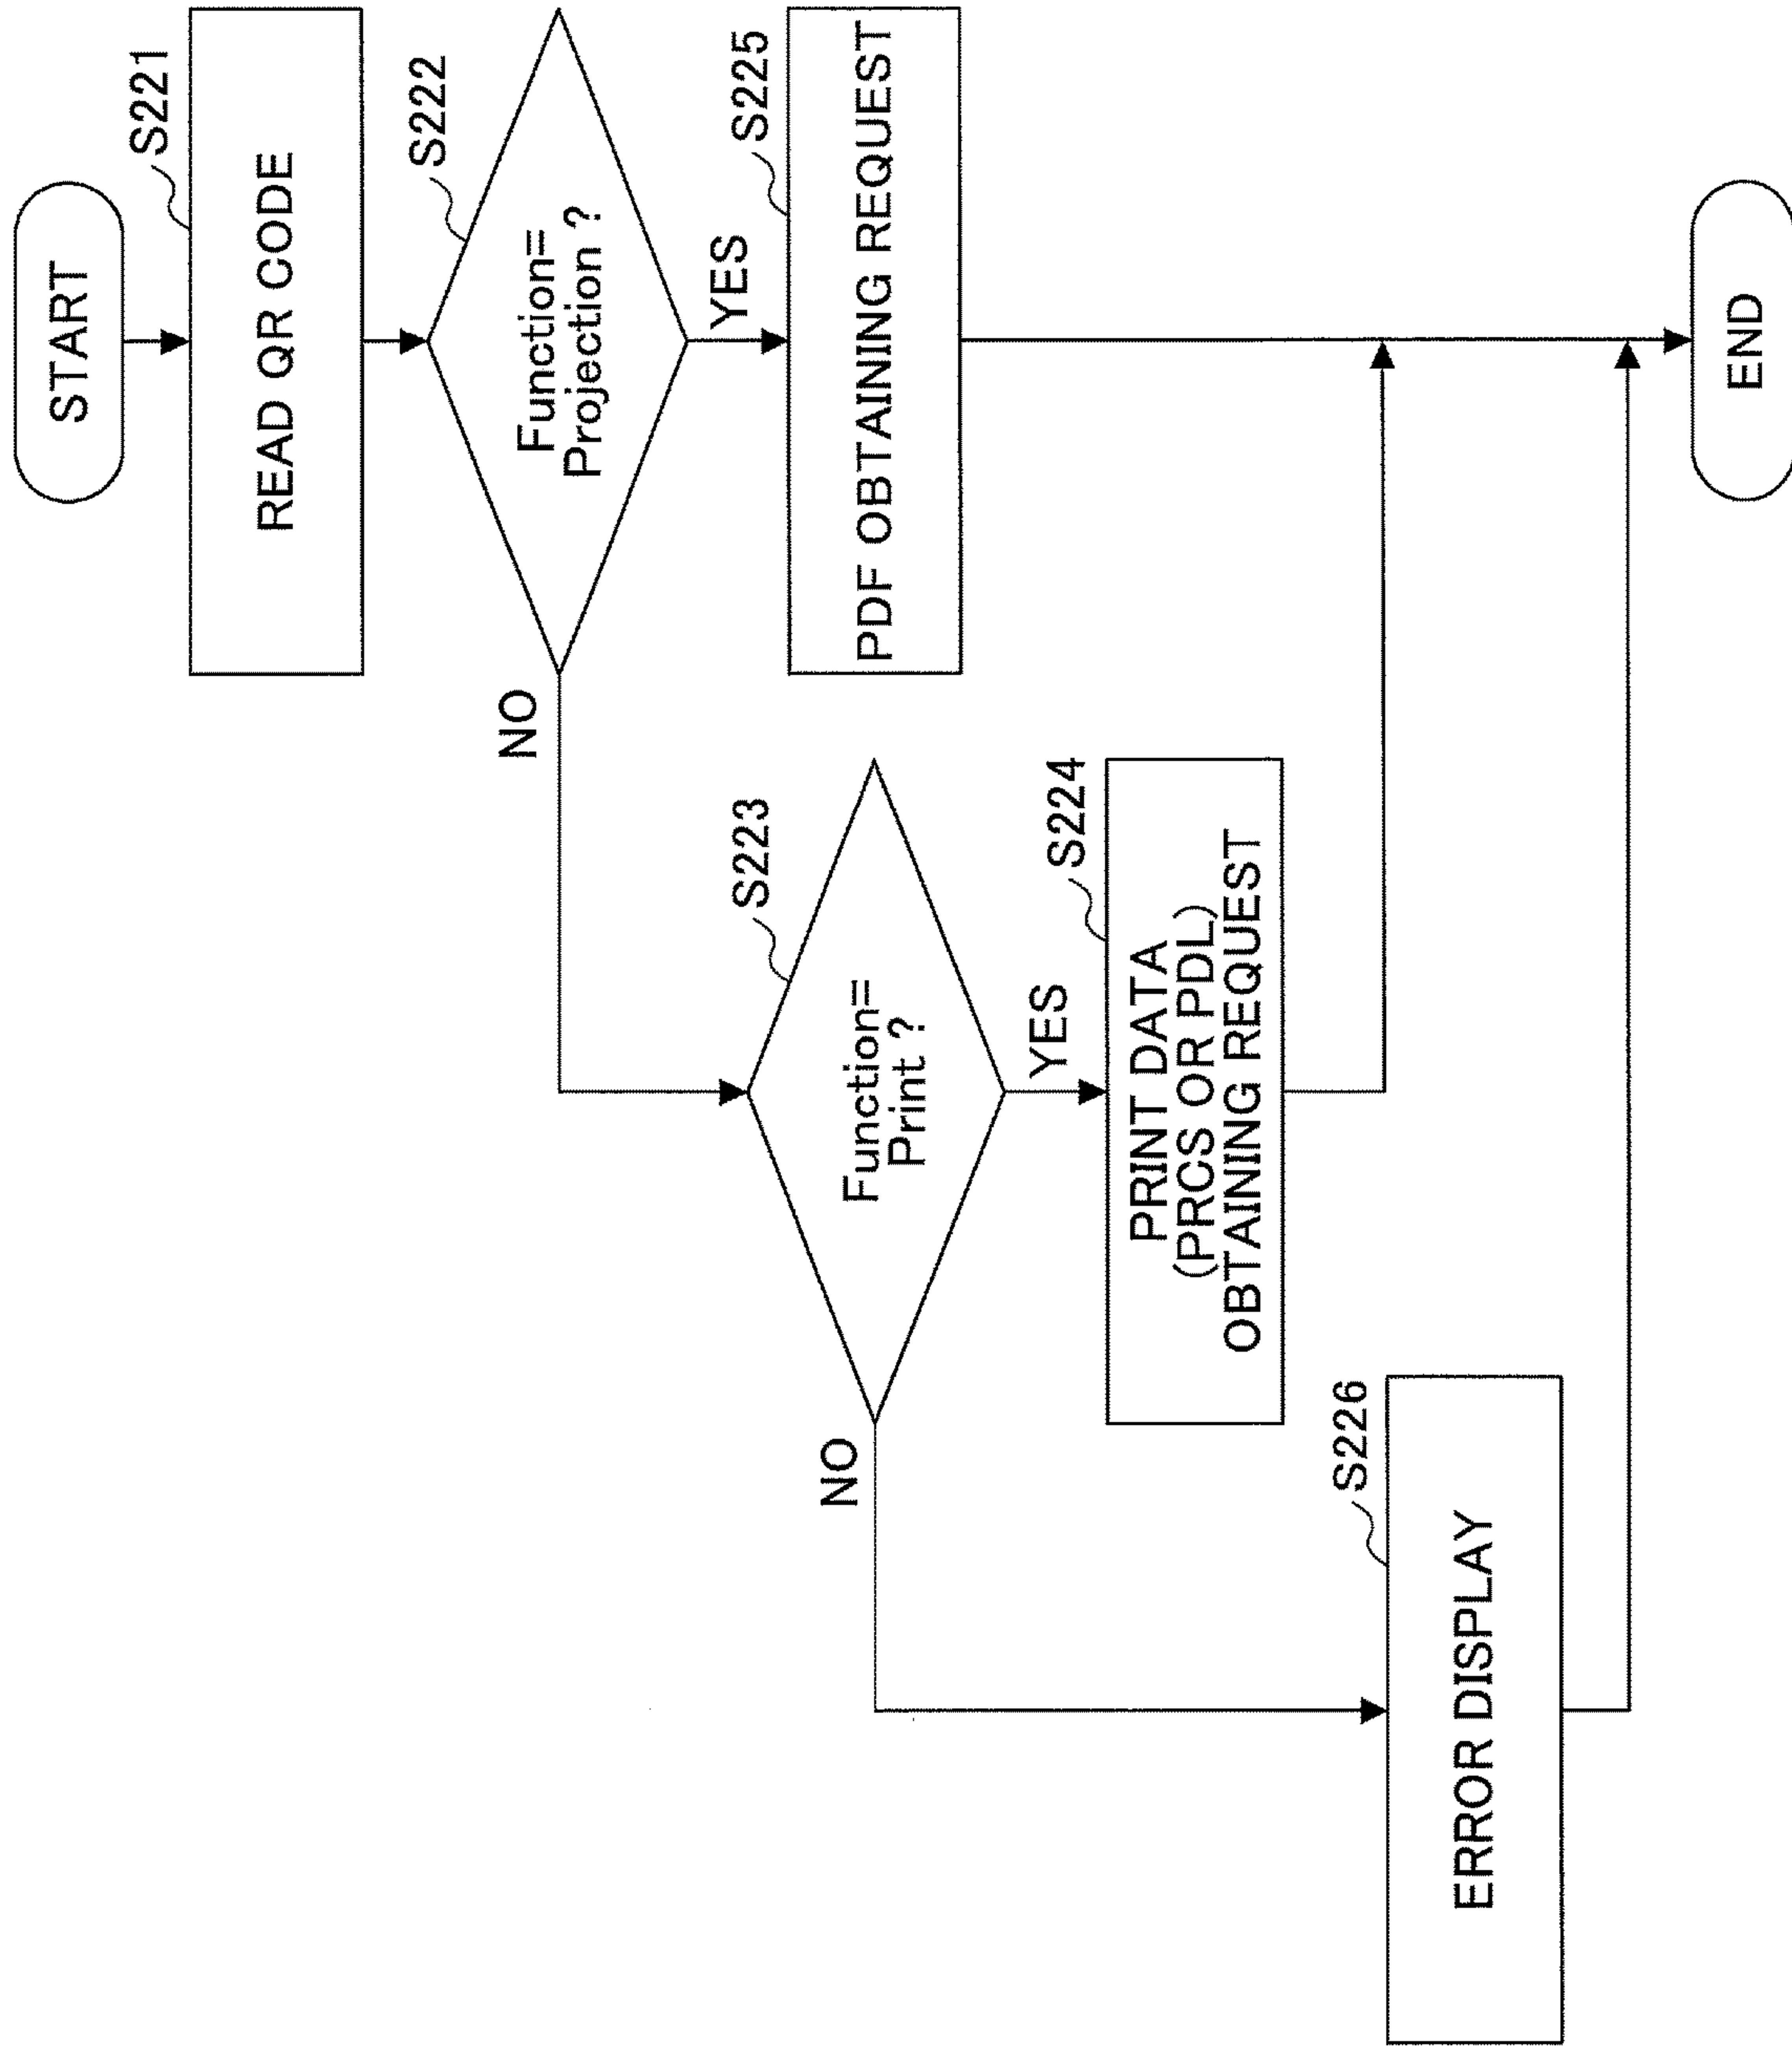 START
S221
READ QR CODE
S222
Function=
Projection ?
NO
YES
S223
Function=
Print ?
NO
YES
S225
PDF OBTAINING REQUEST
S224
PRINT DATA
(PRCS OR PDL)
OBTAINING REQUEST
S226
ERROR DISPLAY
END